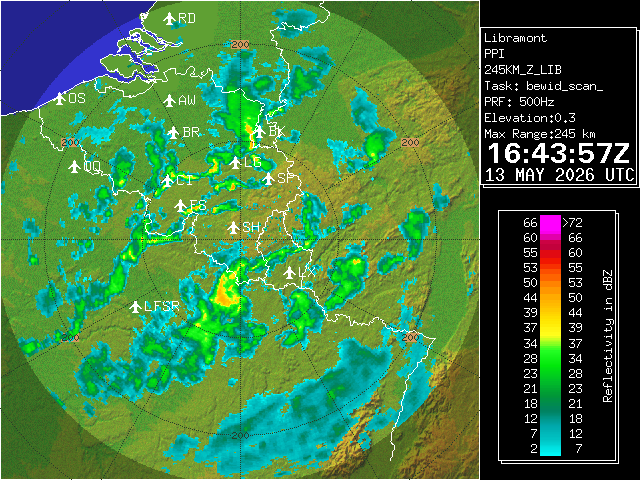 RD
200
OS
AW
BR
BK
200
200
QQ
LG
CI
SP
FS
SH
LX
LFSR
200
200
200
Libramont
PPI
245KM_Z_LIB
Task: bewid_scan_
PRF: 500Hz
Elevation:0.3
Max Range:245 km
16:43:57Z
13 MAY 2026 UTC
66 >72
60 66
55 60
53 55
50 53
44 50
39 44
37 39
34 37
28 34
23 28
21 23
18 21
12 18
7 12
2 7
Reflectivity in dBZ